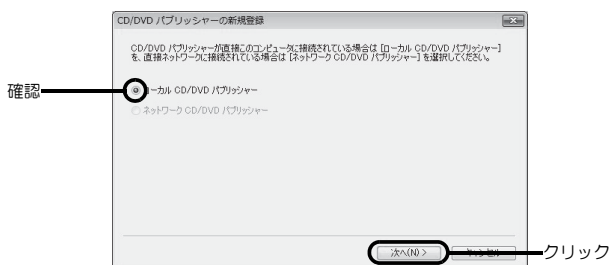 CD/DVD パブリッシャーの新規登録
CD/DVD パブリッシャーが直接このコンピュータに接続されている場合は [ローカル CD/DVD パブリッシャー]
を、直接ネットワークに接続されている場合は [ネットワーク CD/DVD パブリッシャー] を選択してください。
確認
ローカル CD/DVD パブリッシャー
ネットワーク CD/DVD パブリッシャー
次へ(N) >
キャンセル
クリック